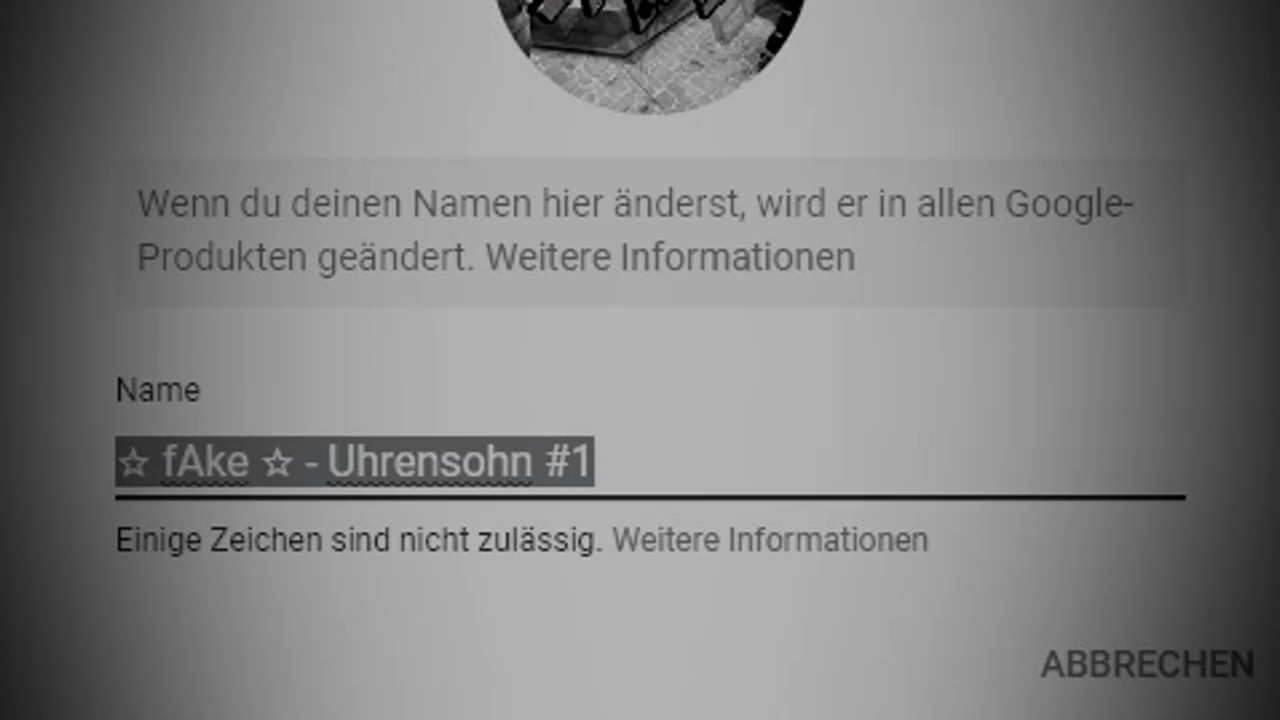 Wenn du deinen Namen hier änderst, wird er in allen Google-
Produkten geändert. Weitere Informationen
Name
☆ fAke ☆ - Uhrensohn #1
Einige Zeichen sind nicht zulässig. Weitere Informationen
ABBRECHEN